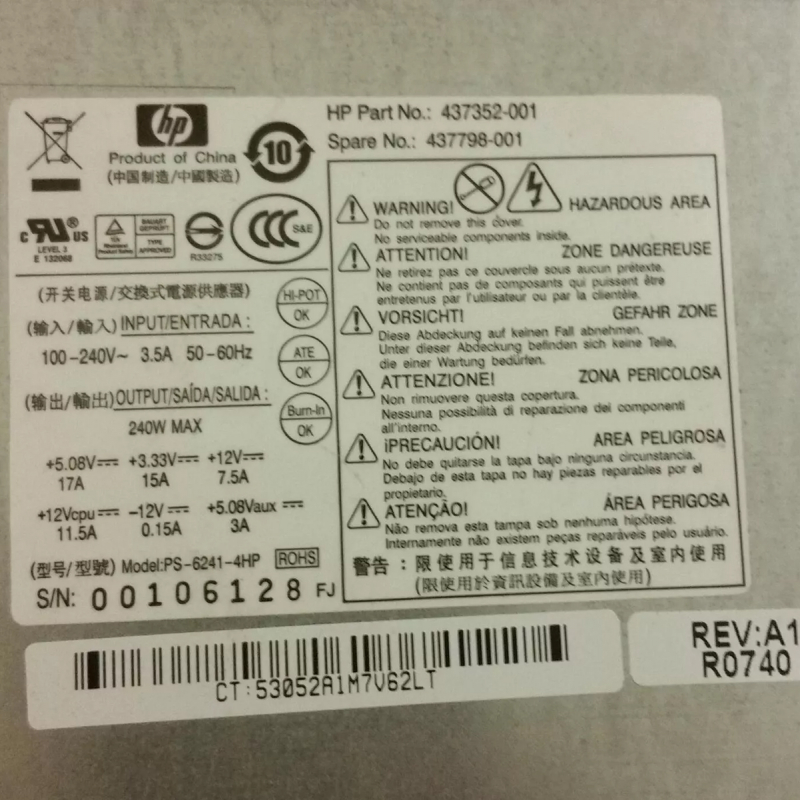 hp
Product of China
(中国制造/中國製造)
10
HP Part No.: 437352-001
Spare No.: 437798-001
c RU US
LEVEL 3
E 132068
BAUART
GEPRÜFT
TYPE
APPROVED
R33275
CCC S&E
(开关电源/交換式電源供應器)
(输入/輸入) INPUT/ENTRADA :
100-240V~ 3.5A 50-60Hz
(输出/輸出) OUTPUT/SAÍDA/SALIDA :
240W MAX
+5.08V +3.33V +12V
17A 15A 7.5A
+12Vcpu -12V +5.08Vaux
11.5A 0.15A 3A
(型号/型號) Model:PS-6241-4HP ROHS
S/N: 00106128 FJ
HI-POT
OK
ATE
OK
Burn-In
OK
WARNING! HAZARDOUS AREA
Do not remove this cover.
No serviceable components inside.
ATTENTION! ZONE DANGEREUSE
Ne retirez pas ce couvercle sous aucun prétexte.
Ne contient pas de composants qui puissent être
entretenus par l'utilisateur ou par la clientèle.
VORSICHT! GEFAHR ZONE
Diese Abdeckung auf keinen Fall abnehmen.
Unter dieser Abdeckung befinden sich keine Teile,
die einer Wartung bedürfen.
ATTENZIONE! ZONA PERICOLOSA
Non rimuovere questa copertura.
Nessuna possibilità di reparazione dei componenti
all'interno.
¡PRECAUCIÓN! AREA PELIGROSA
No debe quitarse la tapa bajo ninguna circunstancia.
Debajo de esta tapa no hay piezas reparables por el
propietario.
ATENÇÃO! ÁREA PERIGOSA
Não remova esta tampa sob nenhuma hipótese.
Internamente não existem peças reparáveis pelo usuário.
警告：限使用于信息技术设备及室内使用
(限使用於資訊設備及室內使用)
CT:53052A1M7V62LT
REV:A1
R0740